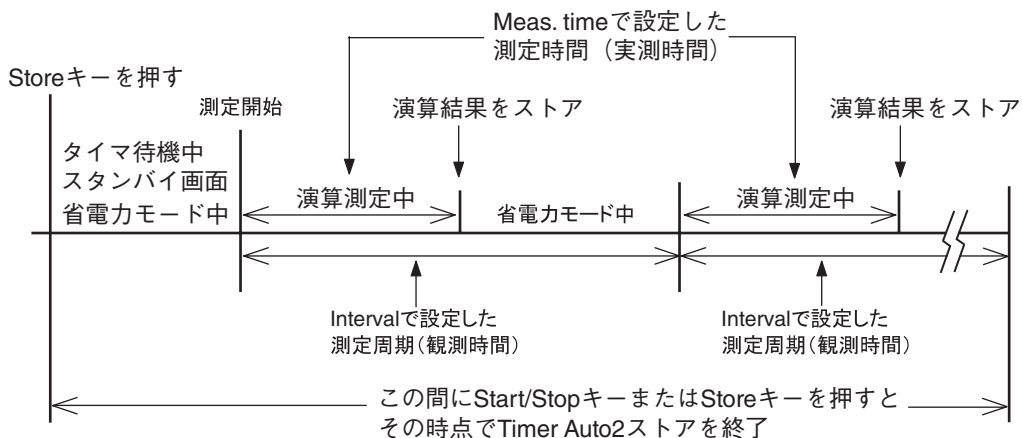 Meas. timeで設定した
測定時間（実測時間）
Storeキーを押す
測定開始
演算結果をストア
演算結果をストア
タイマ待機中
スタンバイ画面
省電力モード中
演算測定中
省電力モード中
演算測定中
Intervalで設定した
測定周期（観測時間）
Intervalで設定した
測定周期（観測時間）
この間にStart/StopキーまたはStoreキーを押すと
その時点でTimer Auto2ストアを終了